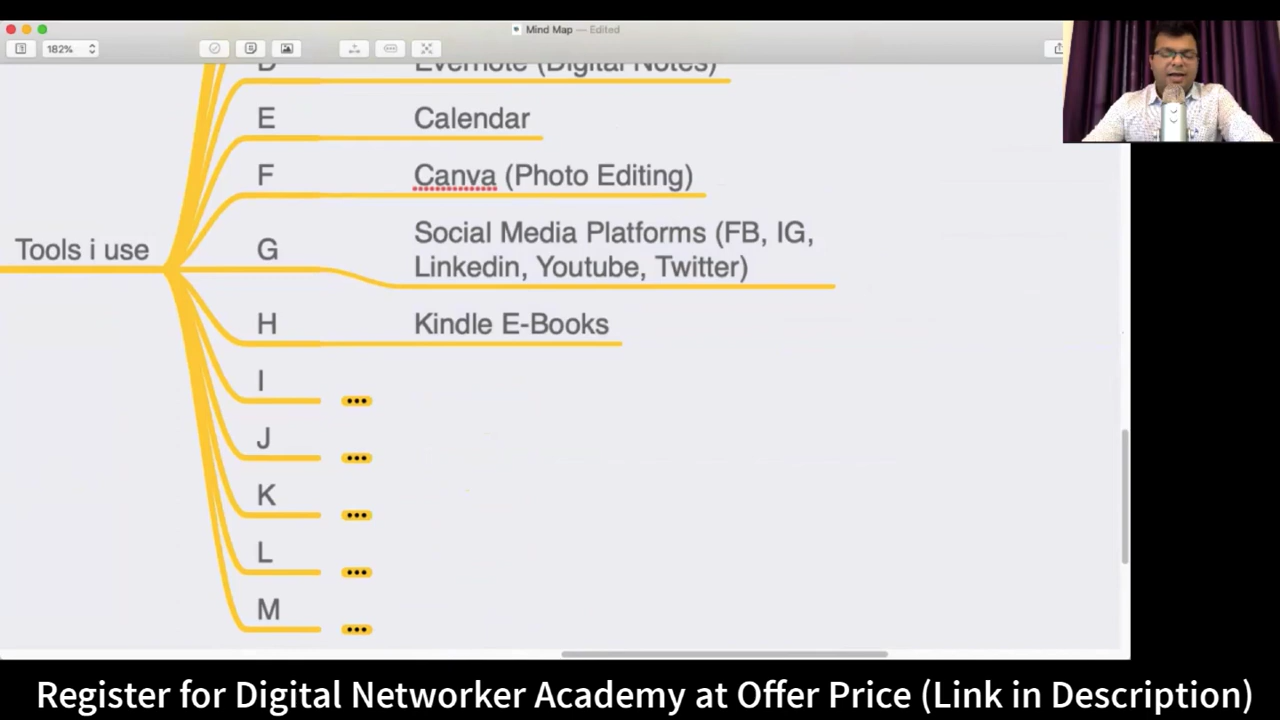 Mind Map — Edited
182%
D Evernote (Digital Notes)
E Calendar
F Canva (Photo Editing)
Tools i use
G Social Media Platforms (FB, IG,
Linkedin, Youtube, Twitter)
H Kindle E-Books
I
J
K
L
M
Register for Digital Networker Academy at Offer Price (Link in Description)